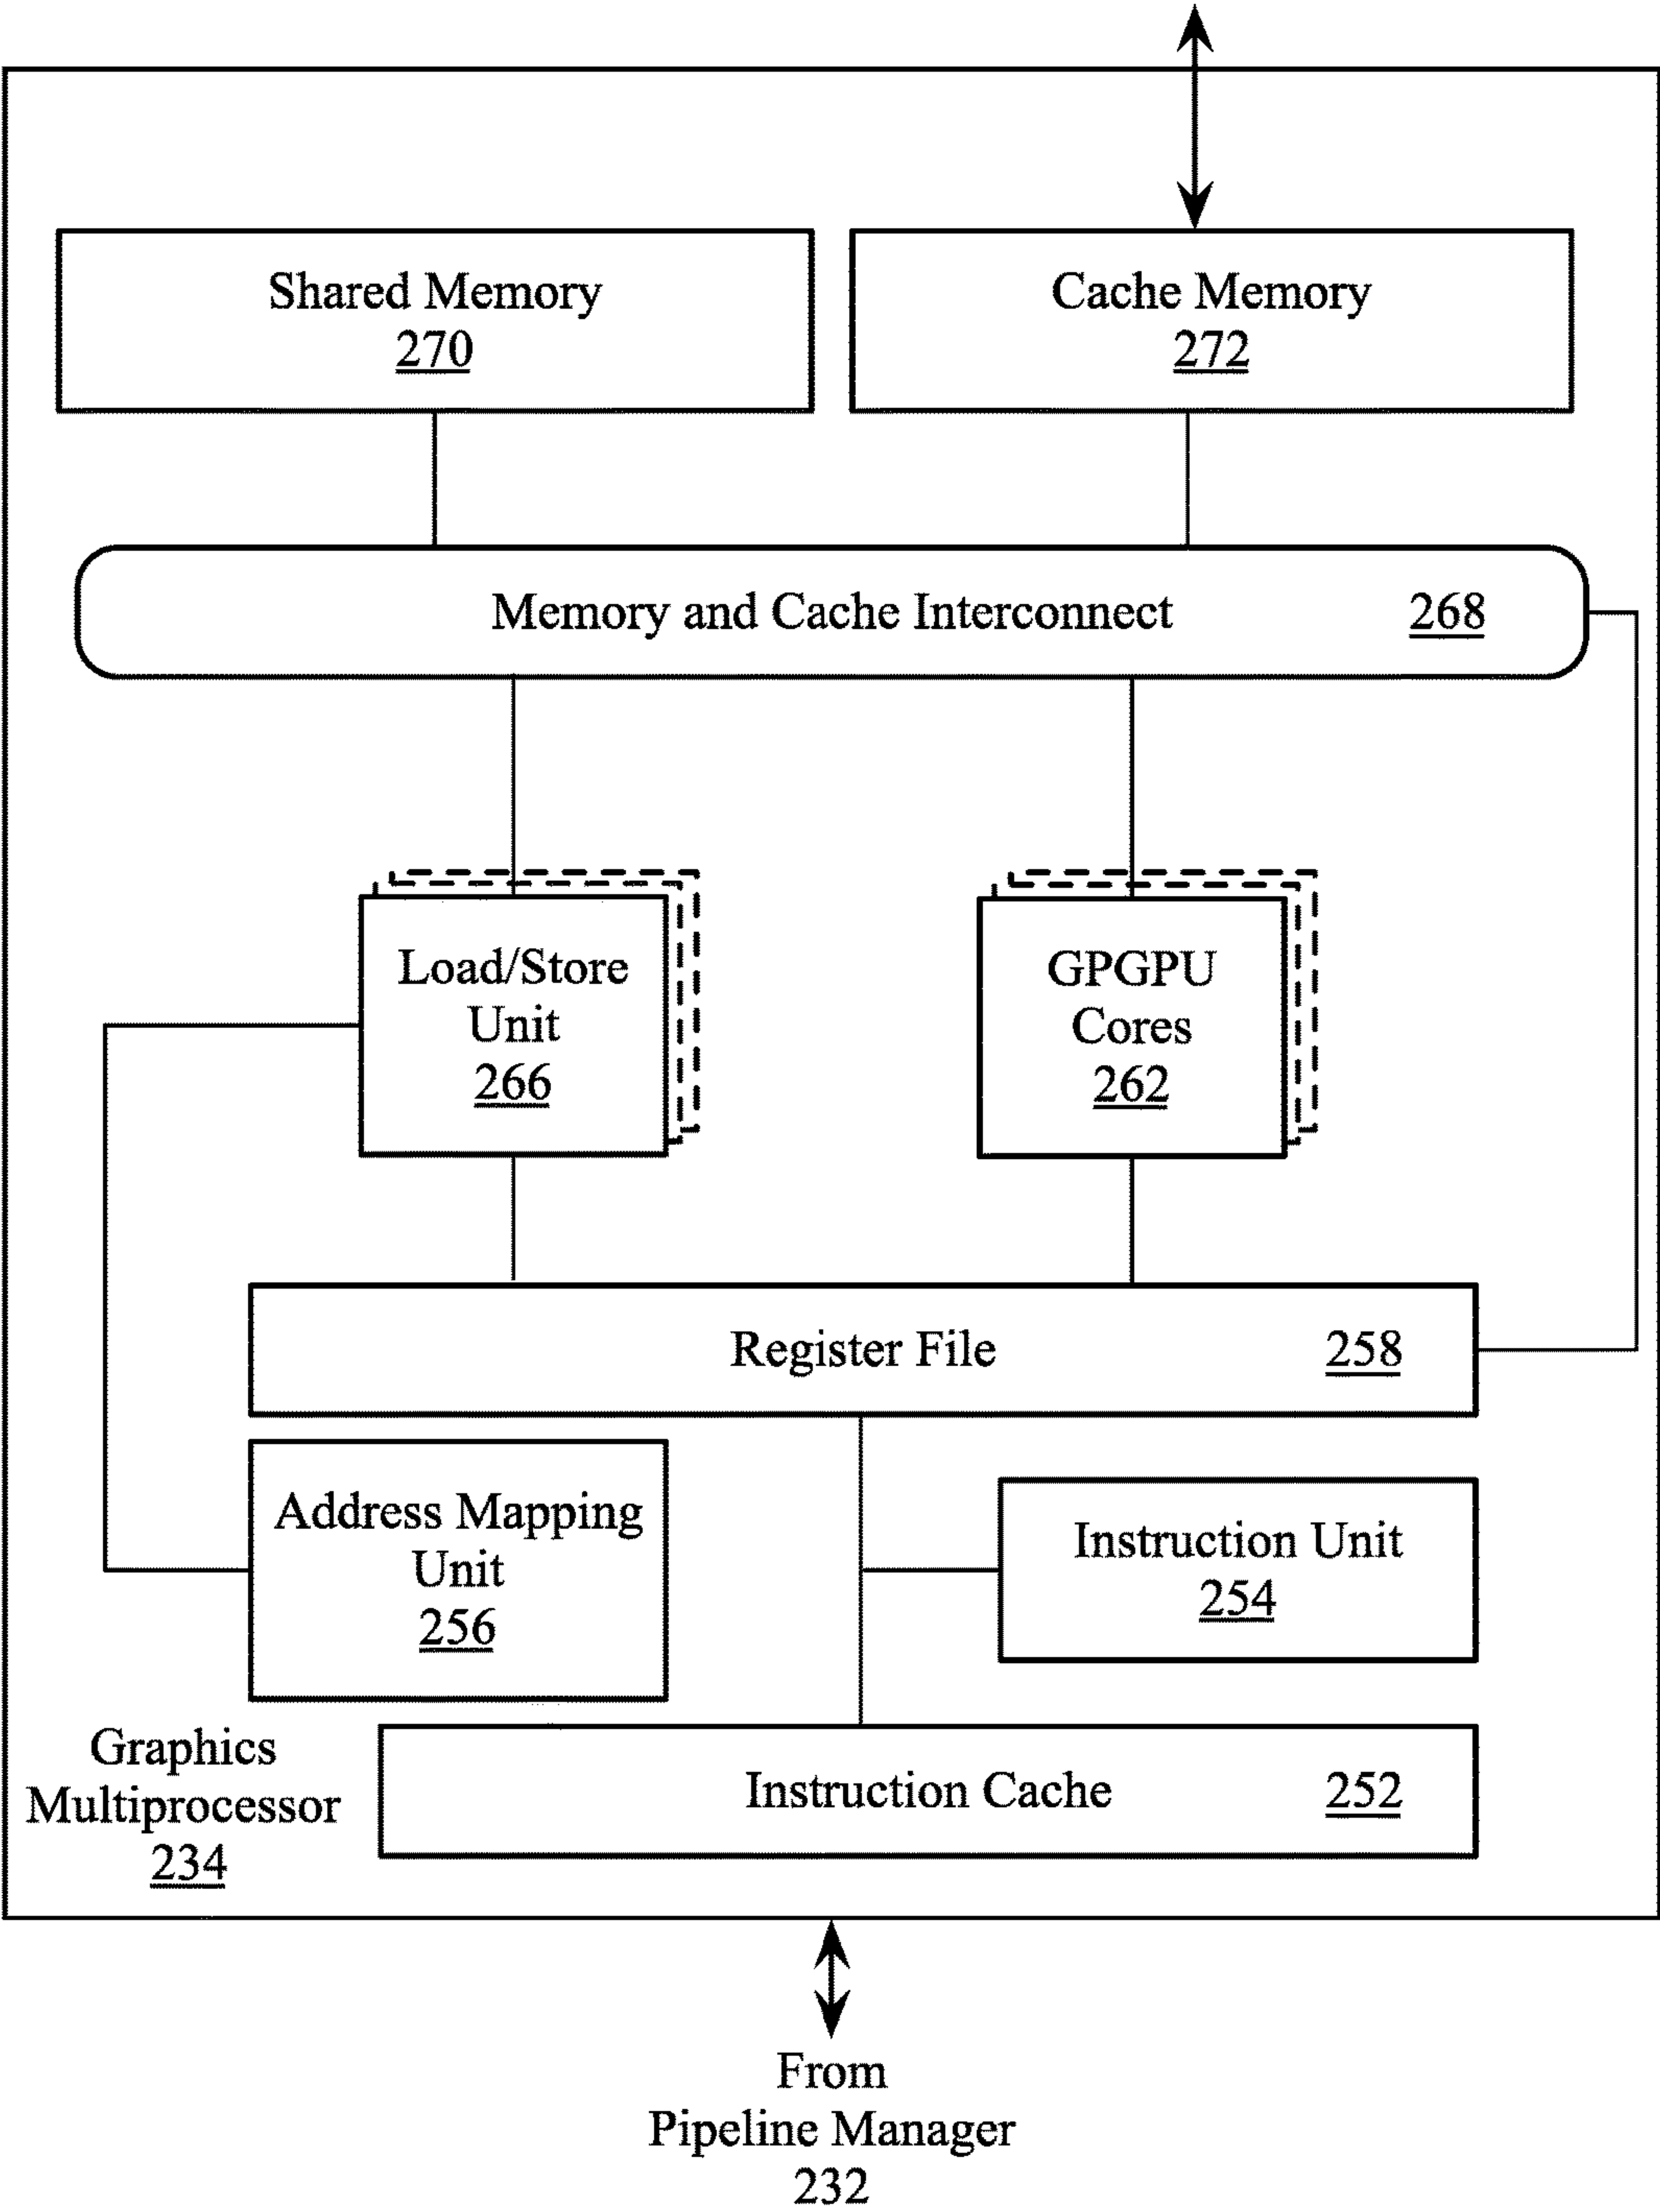 Shared Memory
270
Cache Memory
272
Memory and Cache Interconnect 268
Load/Store
Unit
266
GPGPU
Cores
262
Register File 258
Address Mapping
Unit
256
Instruction Unit
254
Graphics
Multiprocessor
234
Instruction Cache 252
From
Pipeline Manager
232